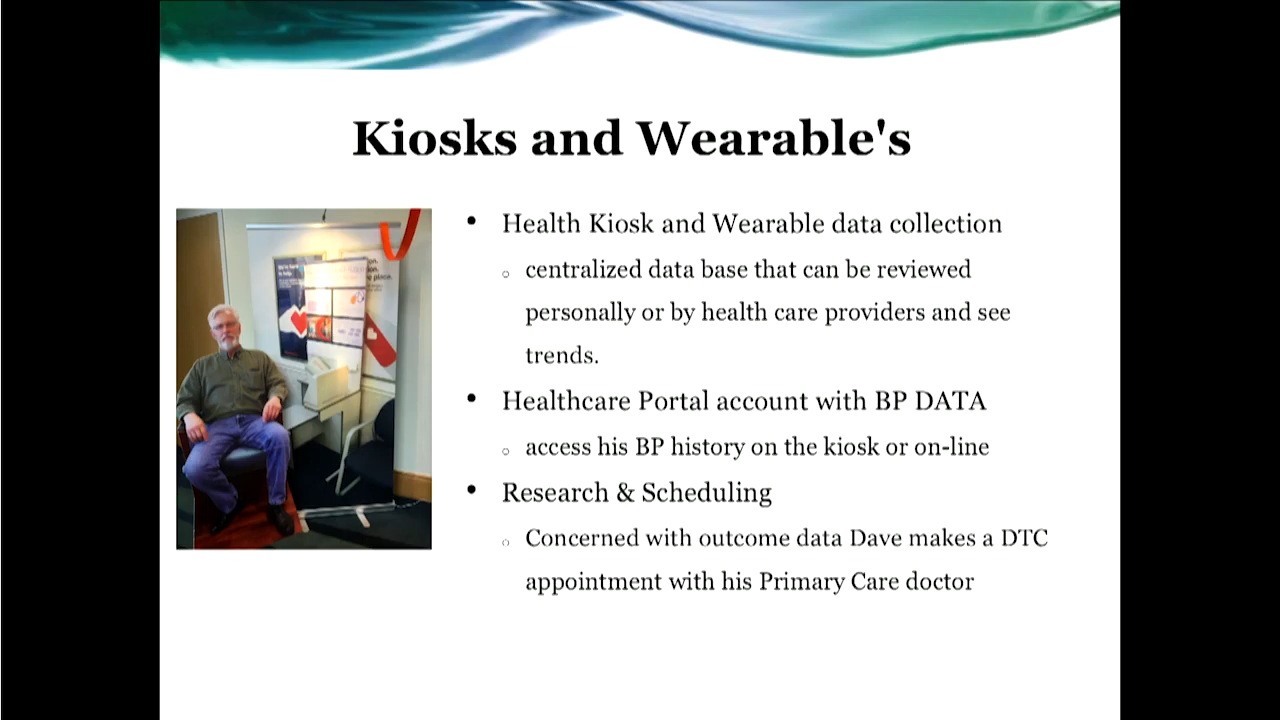 Kiosks and Wearable's
• Health Kiosk and Wearable data collection
○ centralized data base that can be reviewed
personally or by health care providers and see
trends.
• Healthcare Portal account with BP DATA
○ access his BP history on the kiosk or on-line
• Research & Scheduling
○ Concerned with outcome data Dave makes a DTC
appointment with his Primary Care doctor